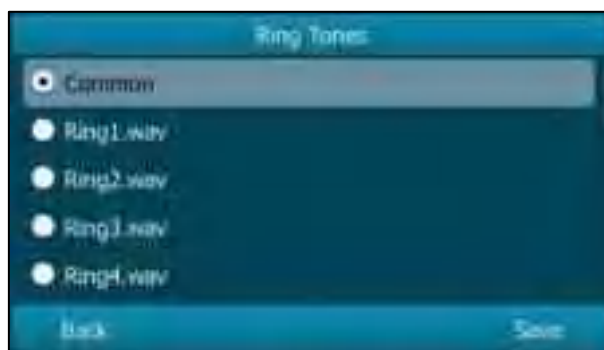 Ring Tones
Common
Ring1.wav
Ring2.wav
Ring3.wav
Ring4.wav
Back Save